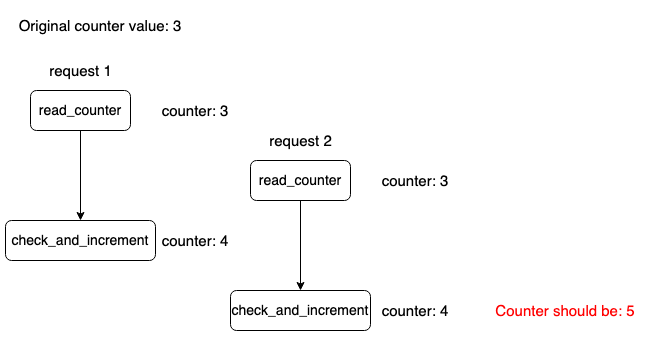 Original counter value: 3
request 1
read_counter
counter: 3
request 2
read_counter
counter: 3
check_and_increment
counter: 4
check_and_increment
counter: 4
Counter should be: 5